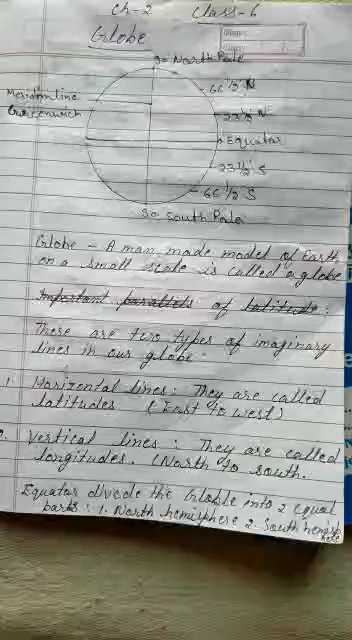 Ch-2 Class-6
Globe
90 North Pole
66 1/2 N
Meridian line
23 1/2 N
Equator
23 1/2 S
66 1/2 S
90 South Pole
Globe - A man made model of Earth
on a small scale is called a globe
Important parallels of latitude:
There are two types of imaginary
lines in our globe.
1. Horizontal lines: They are called
latitudes. (East to west)
2. Vertical lines: They are called
longitudes. (North to south.
Equator divide the Globle into 2 equal
parts: 1. North hemisphere 2. South hemisp
here